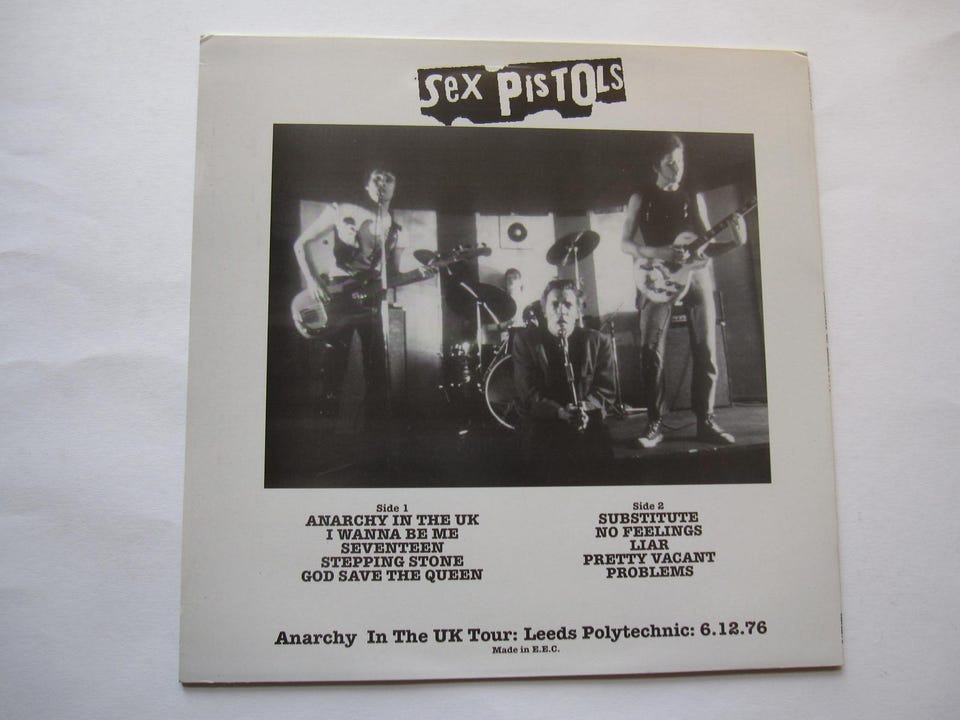 SEX PISTOLS
Side 1
ANARCHY IN THE UK
I WANNA BE ME
SEVENTEEN
STEPPING STONE
GOD SAVE THE QUEEN
Side 2
SUBSTITUTE
NO FEELINGS
LIAR
PRETTY VACANT
PROBLEMS
Anarchy In The UK Tour: Leeds Polytechnic: 6.12.76
Made in E.E.C.